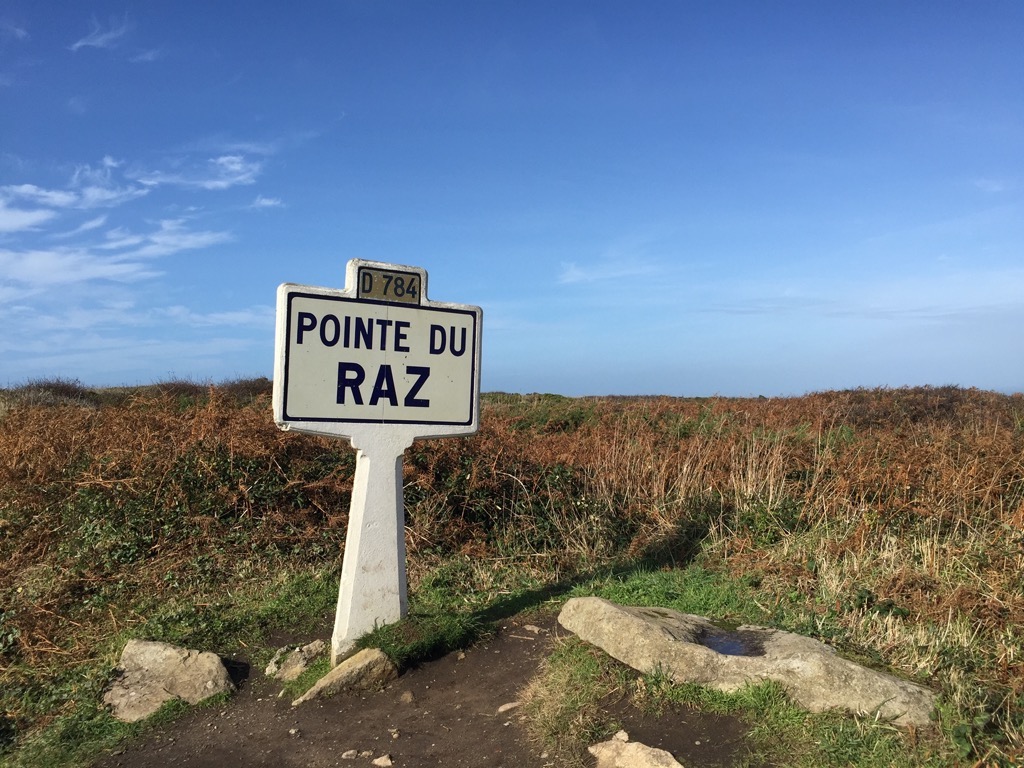 D 784
POINTE DU
RAZ